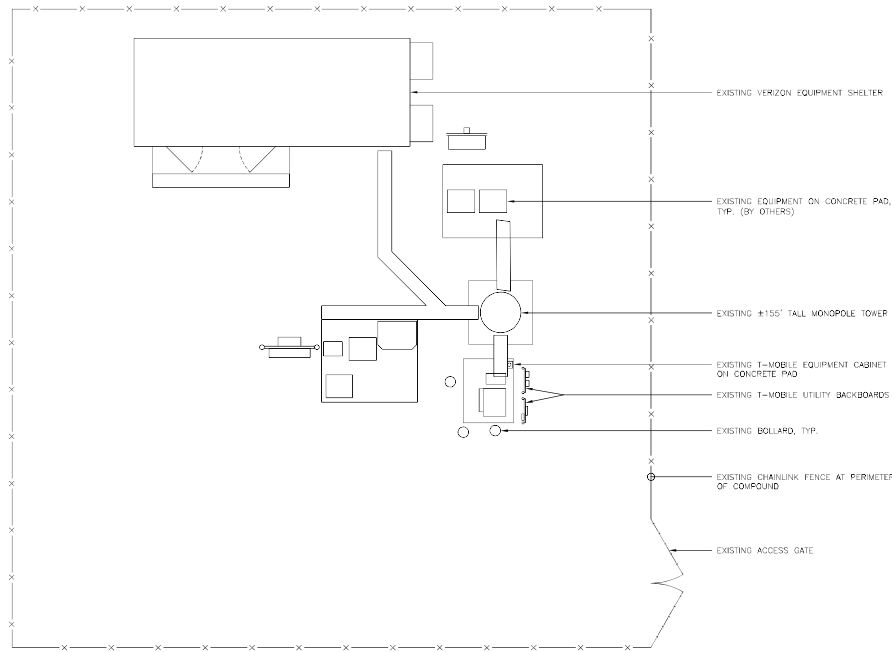 EXISTING VERIZON EQUIPMENT SHELTER
EXISTING EQUIPMENT ON CONCRETE PAD,
TYP. (BY OTHERS)
EXISTING ±155' TALL MONOPOLE TOWER
EXISTING T-MOBILE EQUIPMENT CABINET
ON CONCRETE PAD
EXISTING T-MOBILE UTILITY BACKBOARDS
EXISTING BOLLARD, TYP.
EXISTING CHAINLINK FENCE AT PERIMETER
OF COMPOUND
EXISTING ACCESS GATE